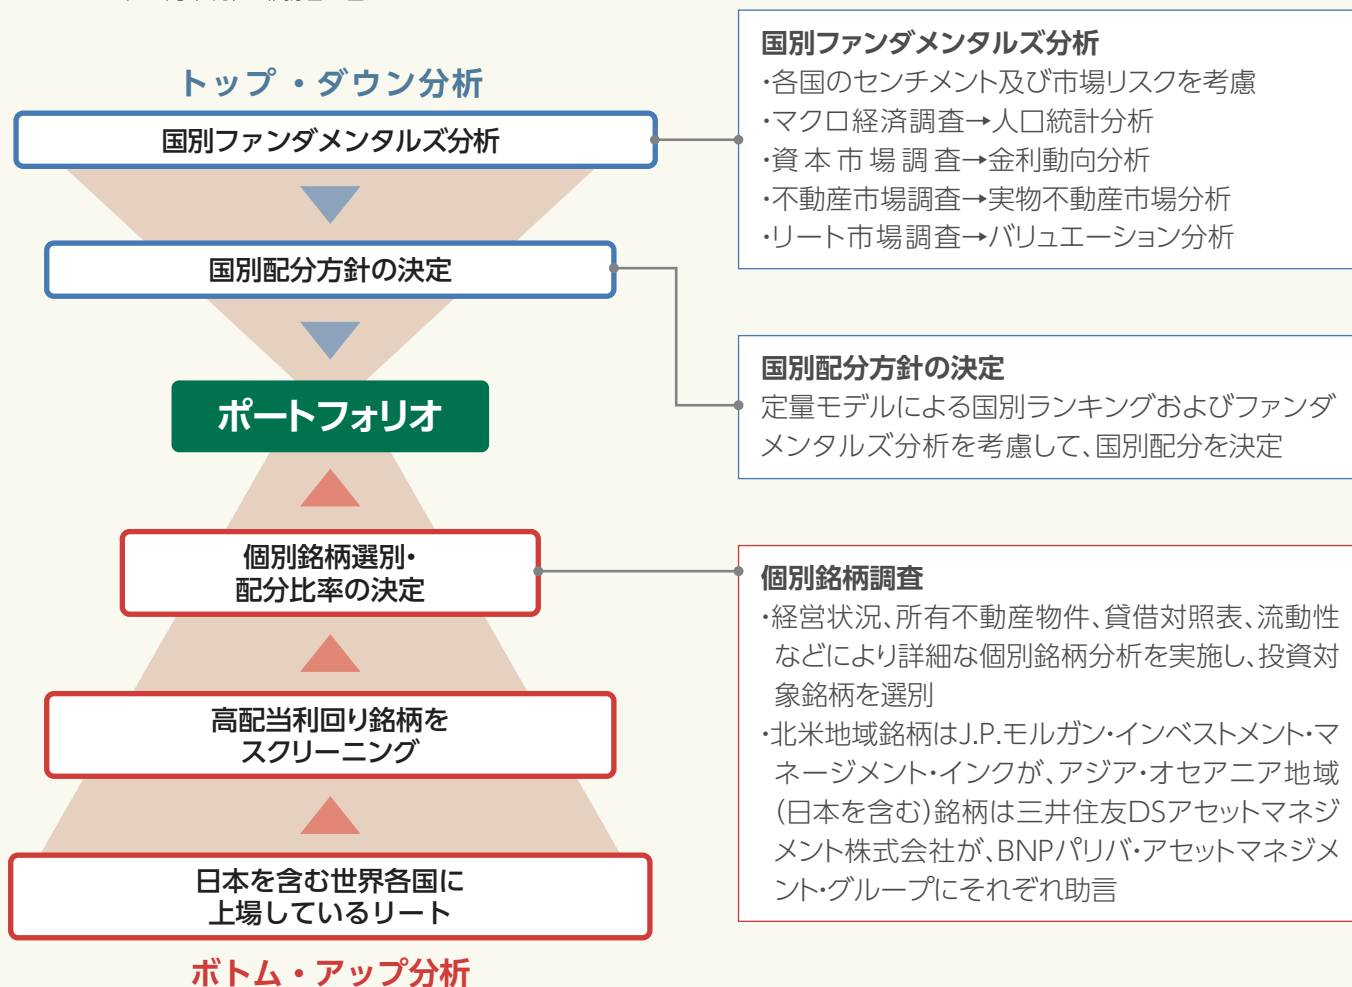 トップ・ダウン分析
国別ファンダメンタルズ分析
国別配分方針の決定
ポートフォリオ
個別銘柄選別・
配分比率の決定
高配当利回り銘柄を
スクリーニング
日本を含む世界各国に
上場しているリート
ボトム・アップ分析
国別ファンダメンタルズ分析
・各国のセンチメント及び市場リスクを考慮
・マクロ経済調査→人口統計分析
・資本市場調査→金利動向分析
・不動産市場調査→実物不動産市場分析
・リート市場調査→バリュエーション分析
国別配分方針の決定
定量モデルによる国別ランキングおよびファンダ
メンタルズ分析を考慮して、国別配分を決定
個別銘柄調査
・経営状況、所有不動産物件、貸借対照表、流動性
などにより詳細な個別銘柄分析を実施し、投資対
象銘柄を選別
・北米地域銘柄はJ.P.モルガン・インベストメント・マ
ネージメント・インクが、アジア・オセアニア地域
(日本を含む)銘柄は三井住友DSアセットマネジ
メント株式会社が、BNPパリバ・アセットマネジメ
ント・グループにそれぞれ助言